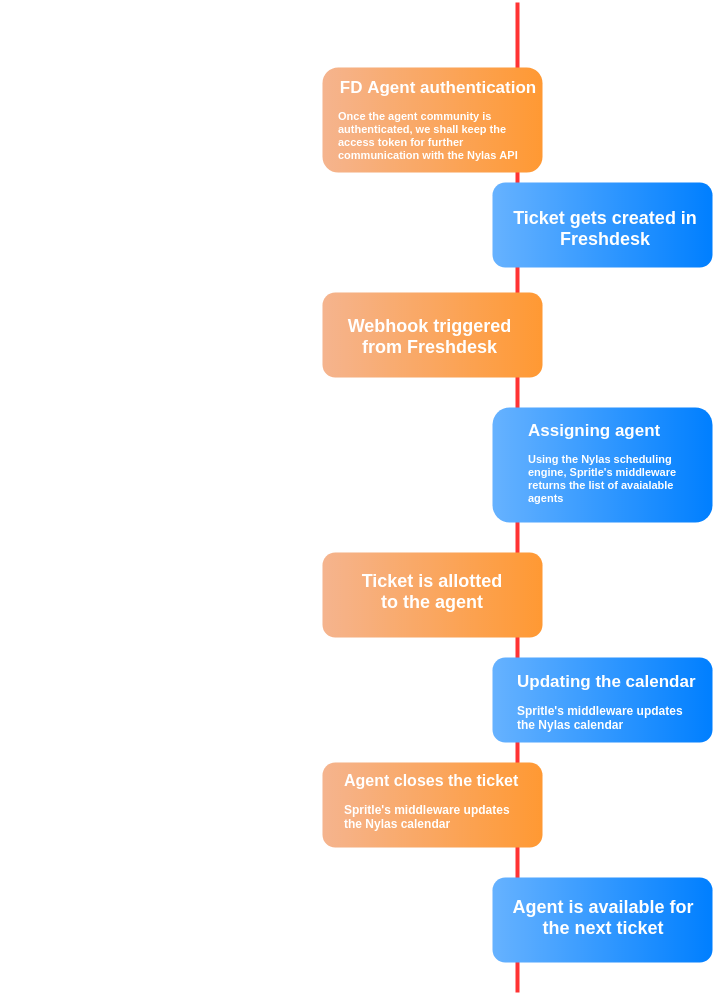 FD Agent authentication
Once the agent community is
authenticated, we shall keep the
access token for further
communication with the Nylas API
Ticket gets created in
Freshdesk
Webhook triggered
from Freshdesk
Assigning agent
Using the Nylas scheduling
engine, Spritle's middleware
returns the list of avaialable
agents
Ticket is allotted
to the agent
Updating the calendar
Spritle's middleware updates
the Nylas calendar
Agent closes the ticket
Spritle's middleware updates
the Nylas calendar
Agent is available for
the next ticket